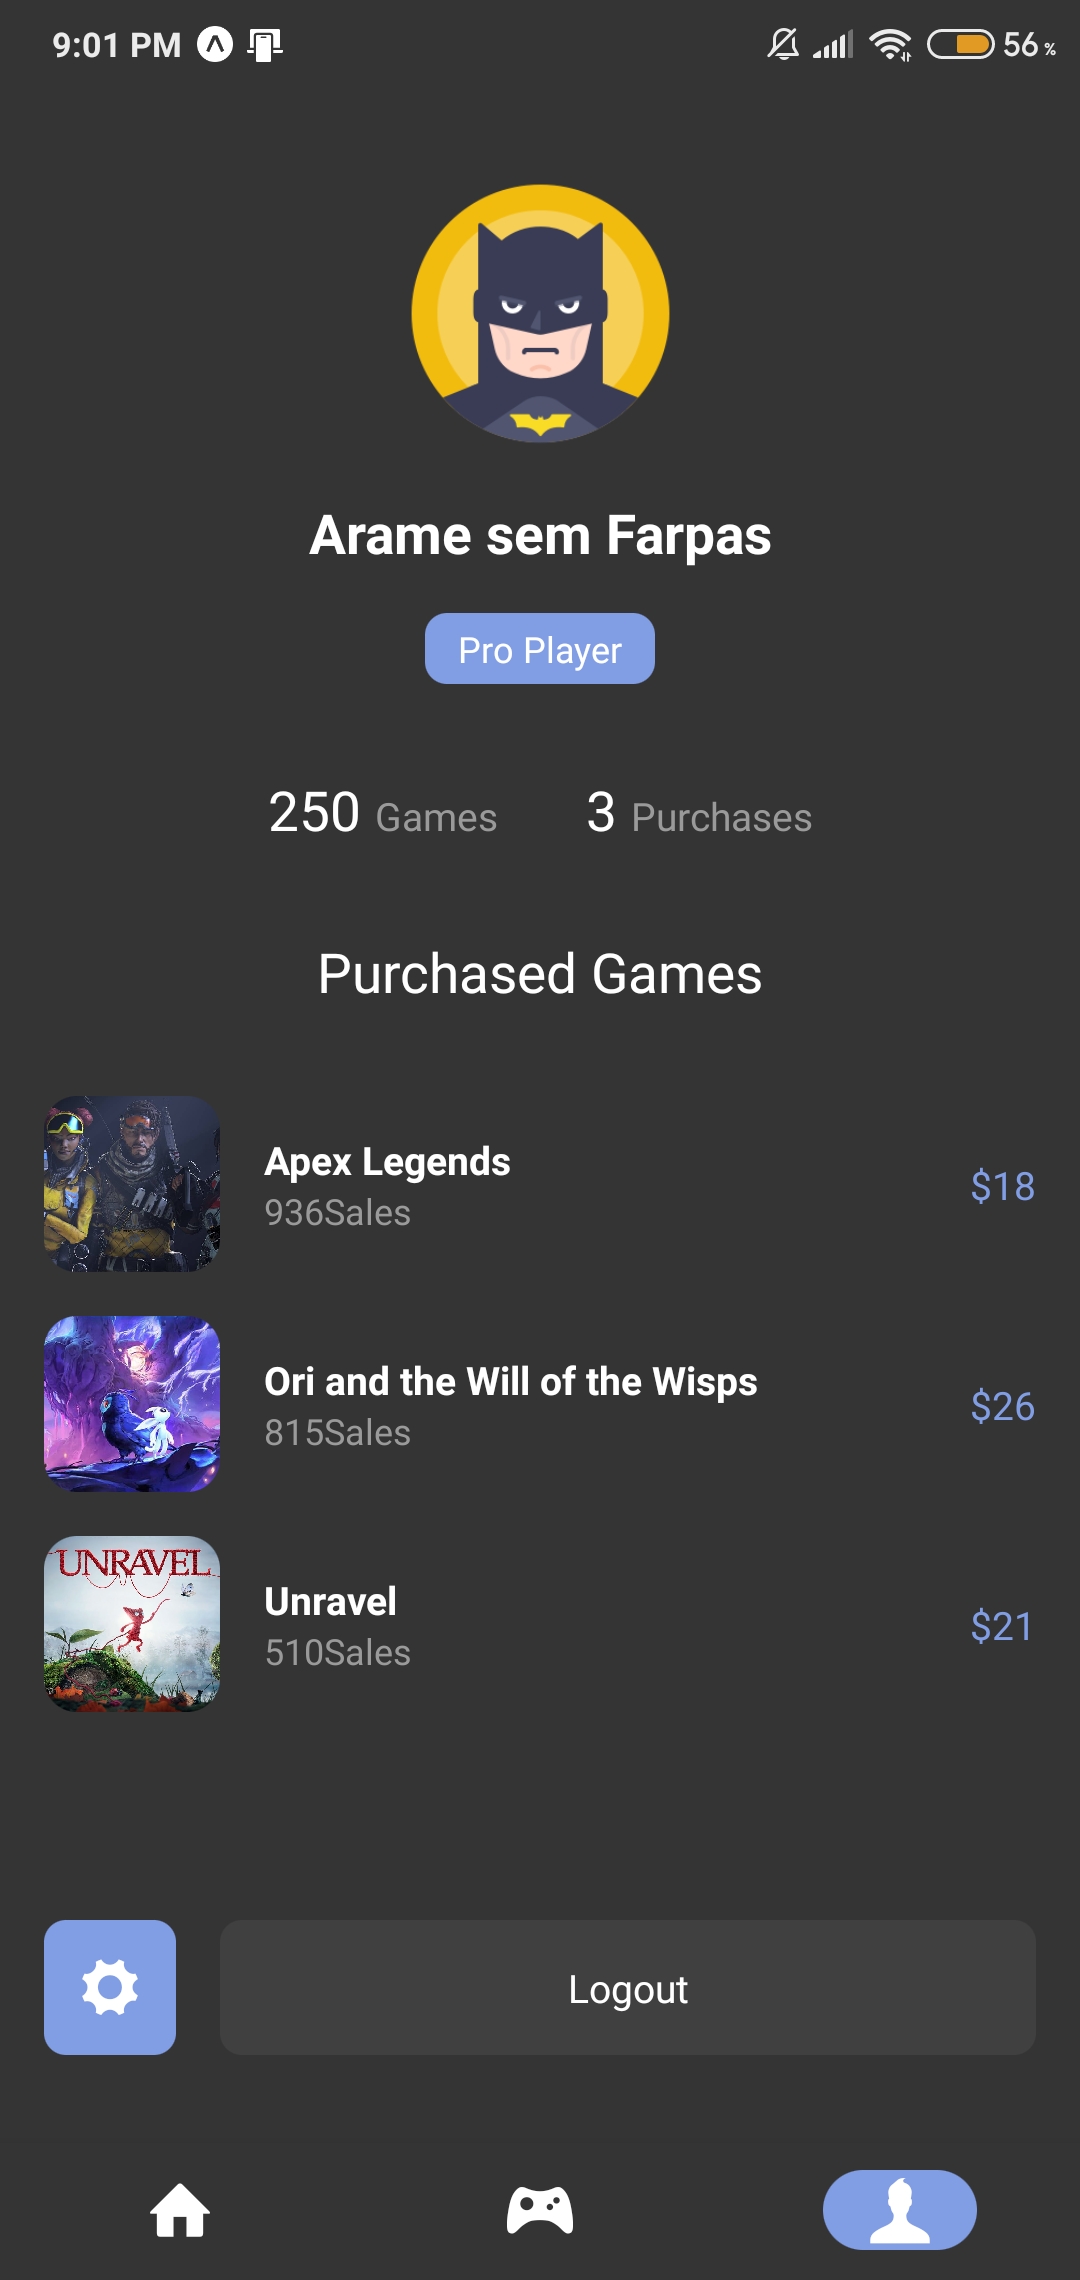 9:01 PM
56 %
Arame sem Farpas
Pro Player
250 Games 3 Purchases
Purchased Games
Apex Legends
936Sales
$18
Ori and the Will of the Wisps
815Sales
$26
UNRAVEL
Unravel
510Sales
$21
Logout